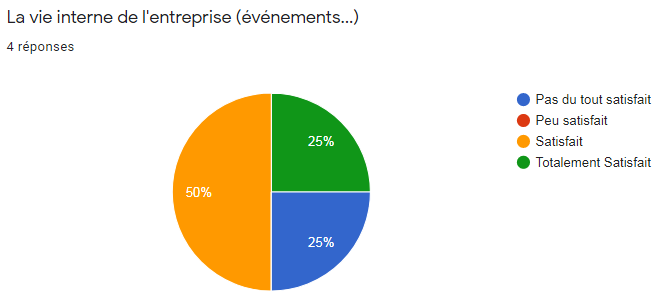 La vie interne de l'entreprise (événements...)
4 réponses
25%
50%
25%
Pas du tout satisfait
Peu satisfait
Satisfait
Totalement Satisfait